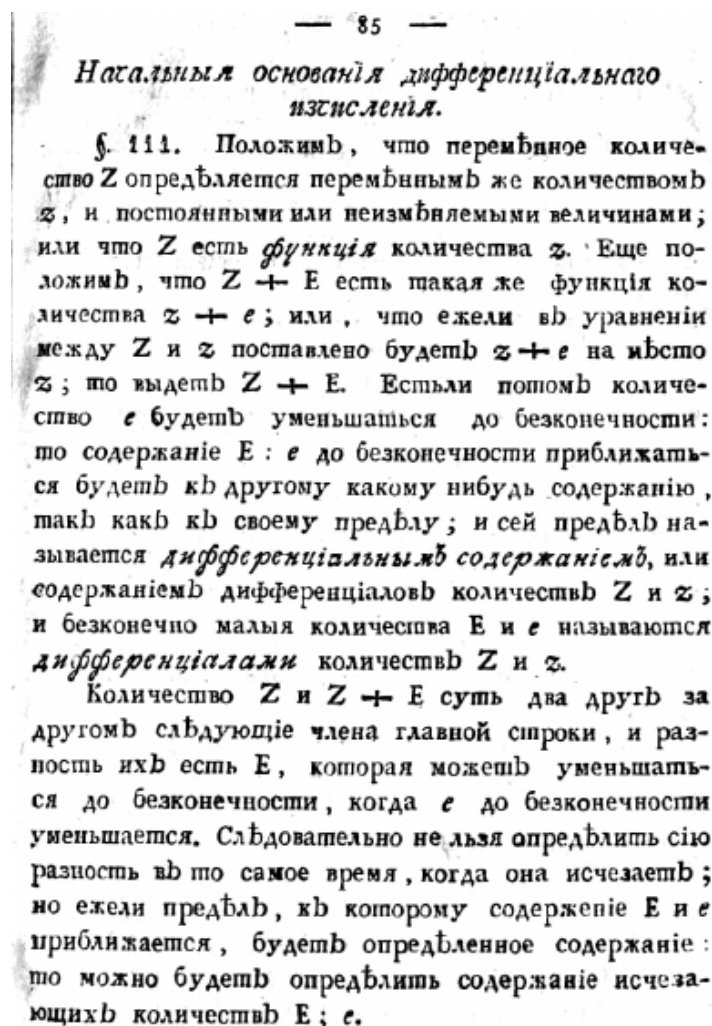 — 85 —
Начальныя основанія дифференціальнаго
изчисленія.
§. 111. Положимъ, что перемѣнное количе-
ство Z опредѣляется перемѣннымъ же количествомъ
z, и постоянными или неизмѣняемыми величинами;
или что Z есть функція количества z. Еще по-
ложимъ, что Z + E есть такая же функція ко-
личества z + e; или, что ежели въ уравненіи
между Z и z поставлено будетъ z + e на мѣсто
z; то выдетъ Z + E. Естьли потомъ количе-
ство e будетъ уменьшаться до безконечности:
то содержаніе E : e до безконечности приближать-
ся будетъ къ другому какому нибудь содержанію,
такъ какъ къ своему предѣлу; и сей предѣлъ на-
зывается дифференціальнымъ содержаніемъ, или
содержаніемъ дифференціаловъ количествъ Z и z;
и безконечно малыя количества E и e называются
дифференціалами количествъ Z и z.
Количество Z и Z + E суть два другъ за
другомъ слѣдующіе члена главной строки, и раз-
ность ихъ есть E, которая можетъ уменьшать-
ся до безконечности, когда e до безконечности
уменьшается. Слѣдовательно не льзя опредѣлить сію
разность въ то самое время, когда она исчезаетъ;
но ежели предѣлъ, къ которому содержепіе E и e
приближается, будетъ опредѣленное содержаніе:
то можно будетъ опредѣлить содержаніе исчеза-
ющихъ количествъ E; e.